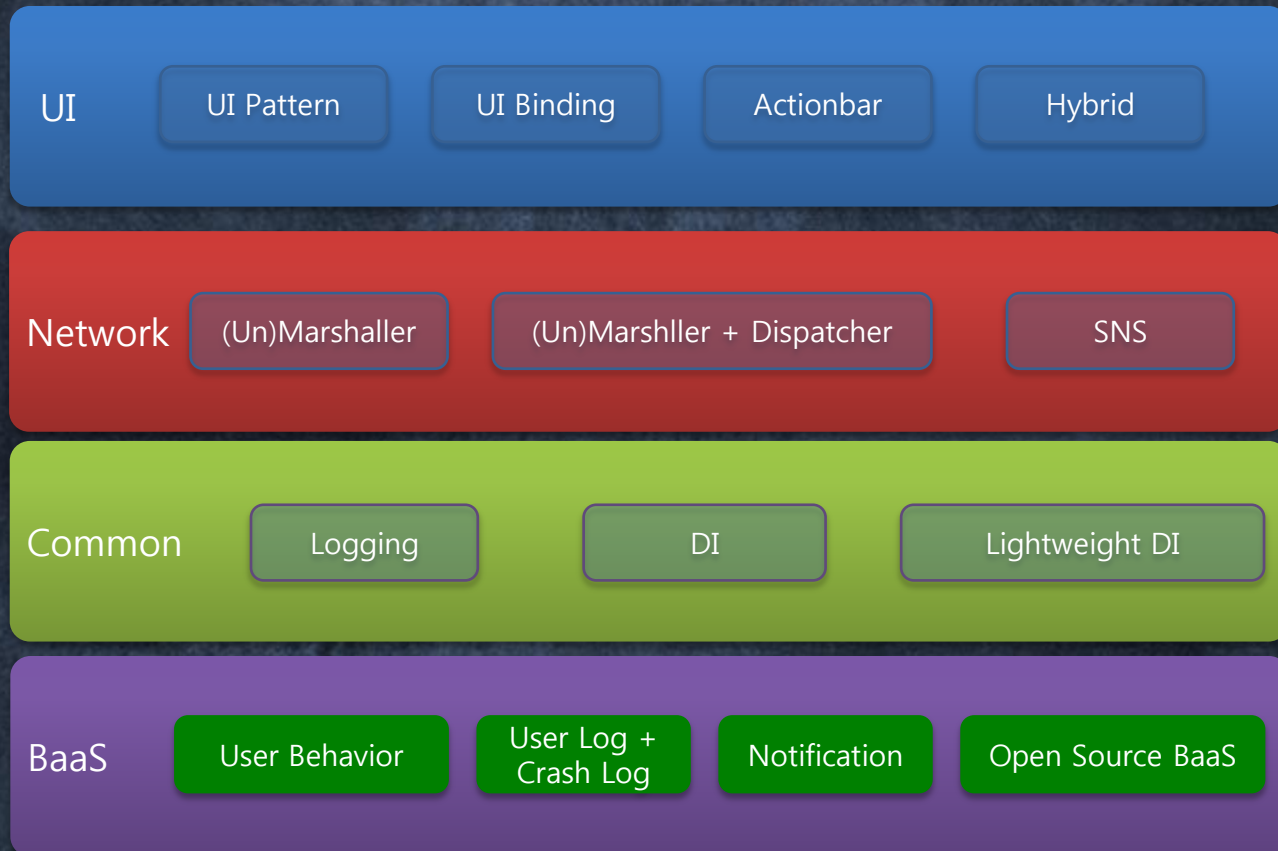 UI
UI Pattern
UI Binding
Actionbar
Hybrid
Network
(Un)Marshaller
(Un)Marshller + Dispatcher
SNS
Common
Logging
DI
Lightweight DI
BaaS
User Behavior
User Log +
Crash Log
Notification
Open Source BaaS